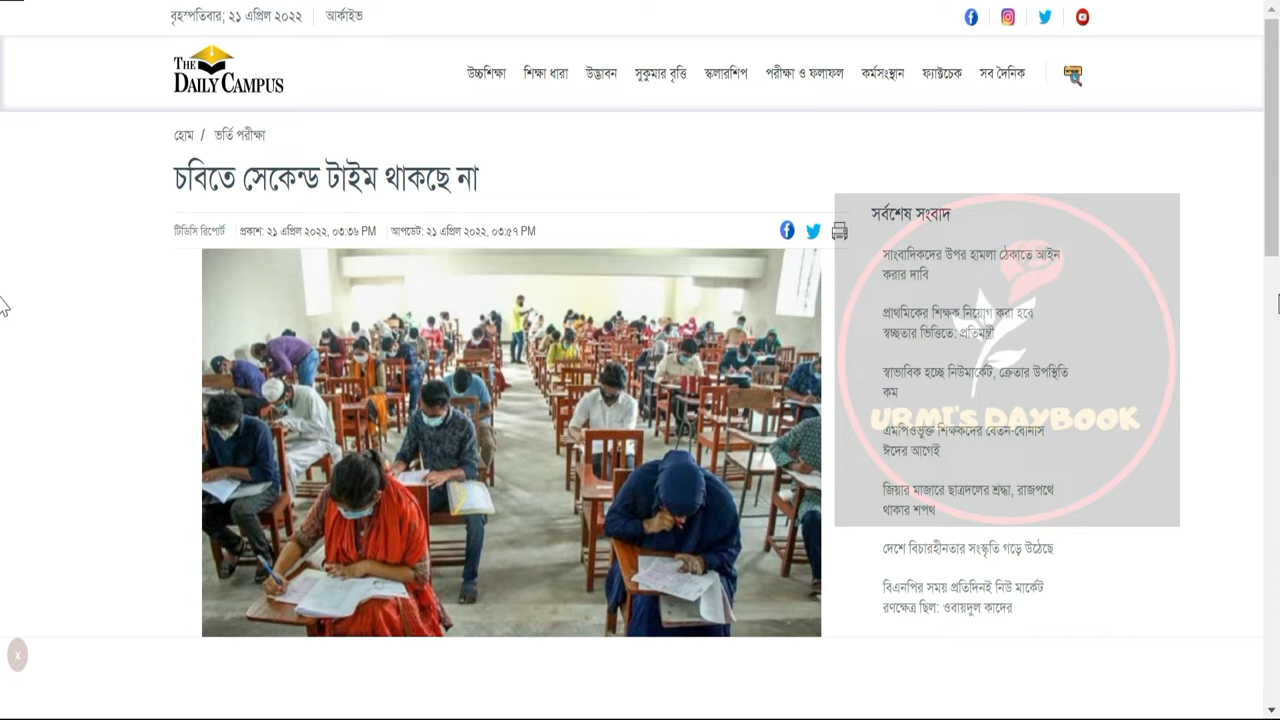 বৃহস্পতিবার; ২১ এপ্রিল ২০২২ আর্কাইভ
THE
DAILY CAMPUS
উচ্চশিক্ষা শিক্ষা ধারা উদ্ভাবন সুকুমার বৃত্তি স্কলারশিপ পরীক্ষা ও ফলাফল কর্মসংস্থান ফ্যাক্টচেক সব দৈনিক
হোম / ভর্তি পরীক্ষা
চবিতে সেকেন্ড টাইম থাকছে না
টিডিসি রিপোর্ট প্রকাশ: ২১ এপ্রিল ২০২২, ০৩:৩৬ PM আপডেট: ২১ এপ্রিল ২০২২, ০৩:৫৭ PM
সর্বশেষ সংবাদ
সাংবাদিকদের উপর হামলা ঠেকাতে আইন
করার দাবি
প্রাথমিকের শিক্ষক নিয়োগ করা হবে
স্বচ্ছতার ভিত্তিতে: প্রতিমন্ত্রী
স্বাভাবিক হচ্ছে নিউমার্কেট, ক্রেতার উপস্থিতি
কম
URMI'S DAYBOOK
এমপিওভুক্ত শিক্ষকদের বেতন-বোনাস
ঈদের আগেই
জিয়ার মাজারে ছাত্রদলের শ্রদ্ধা, রাজপথে
থাকার শপথ
দেশে বিচারহীনতার সংস্কৃতি গড়ে উঠেছে
বিএনপির সময় প্রতিদিনই নিউ মার্কেট
রণক্ষেত্র ছিল: ওবায়দুল কাদের
x